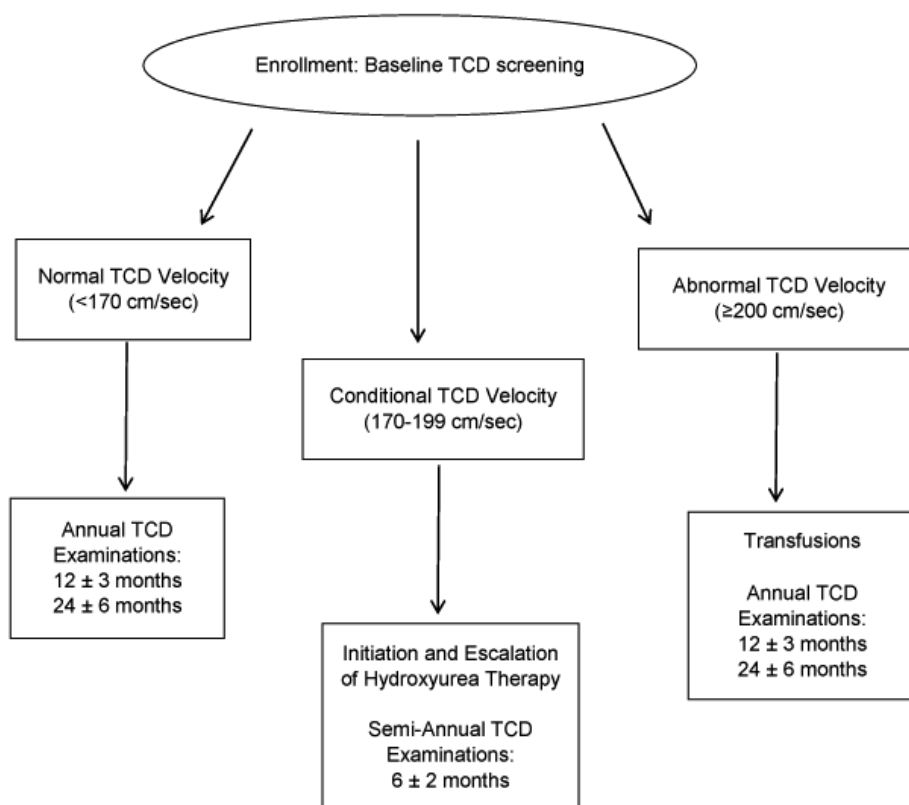 Enrollment: Baseline TCD screening
Normal TCD Velocity
(<170 cm/sec)
Abnormal TCD Velocity
(≥200 cm/sec)
Conditional TCD Velocity
(170-199 cm/sec)
Annual TCD
Examinations:
12 ± 3 months
24 ± 6 months
Transfusions
Annual TCD
Examinations:
12 ± 3 months
24 ± 6 months
Initiation and Escalation
of Hydroxyurea Therapy
Semi-Annual TCD
Examinations:
6 ± 2 months